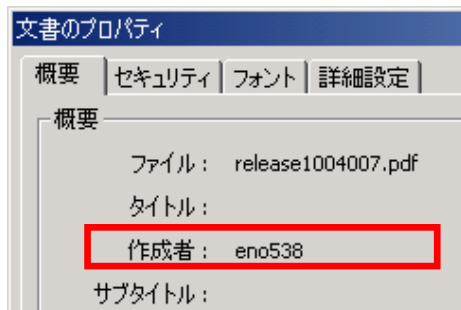 文書のプロパティ
概要 セキュリティ フォント 詳細設定
概要
ファイル： release1004007.pdf
タイトル：
作成者： eno538
サブタイトル：